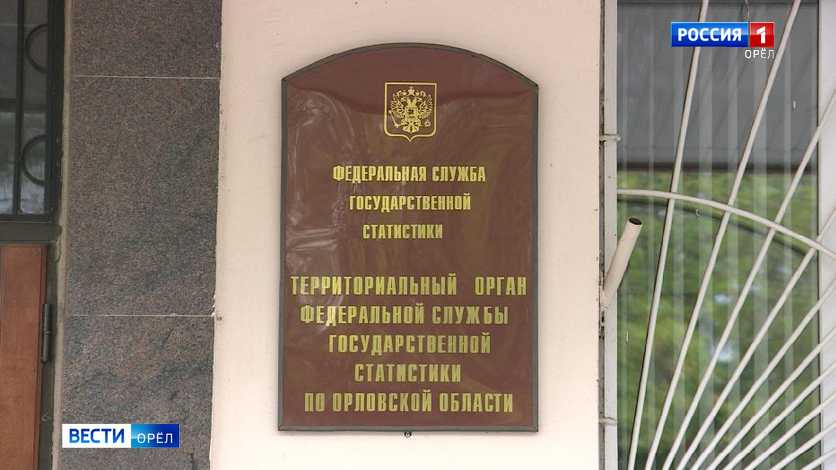 РОССИЯ 1
ОРЁЛ
ФЕДЕРАЛЬНАЯ СЛУЖБА
ГОСУДАРСТВЕННОЙ
СТАТИСТИКИ
ТЕРРИТОРИАЛЬНЫЙ ОРГАН
ФЕДЕРАЛЬНОЙ СЛУЖБЫ
ГОСУДАРСТВЕННОЙ
СТАТИСТИКИ
ПО ОРЛОВСКОЙ ОБЛАСТИ
ВЕСТИ ОРЁЛ